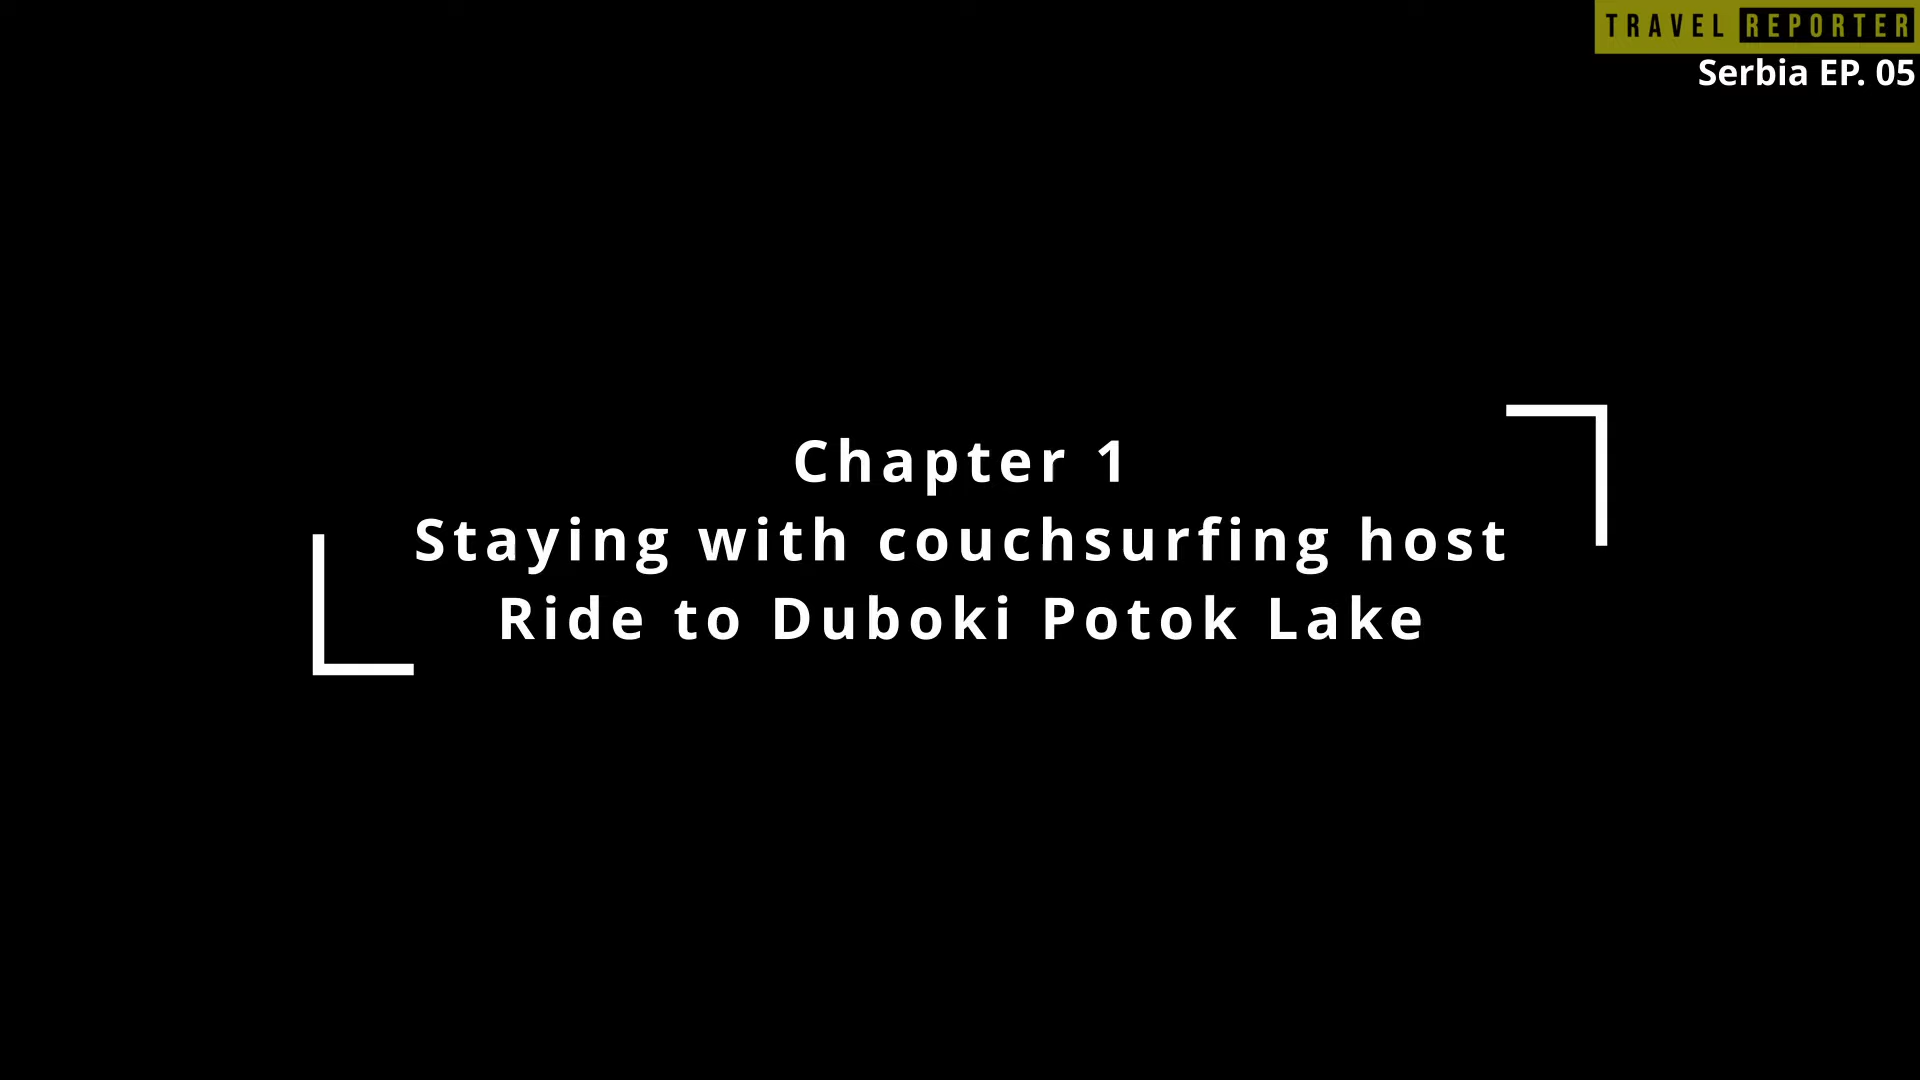 TRAVEL REPORTER
Serbia EP. 05
Chapter 1
Staying with couchsurfing host
Ride to Duboki Potok Lake